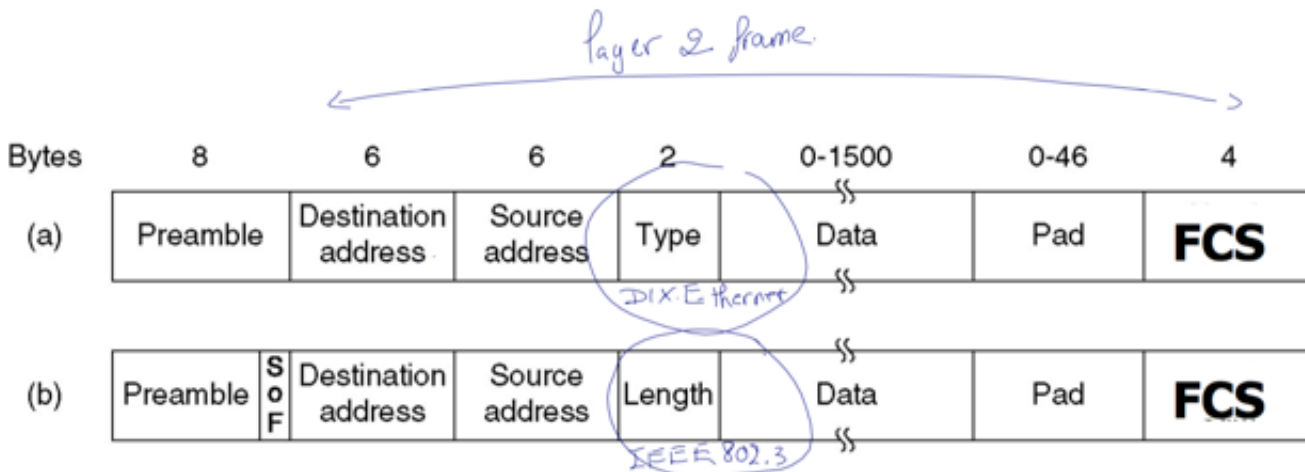 layer 2 frame.
Bytes 8 6 6 2 0-1500 0-46 4
(a) Preamble Destination address Source address Type Data Pad FCS
DIX.Ethernet
(b) Preamble SoF Destination address Source address Length Data Pad FCS
IEEE 802.3